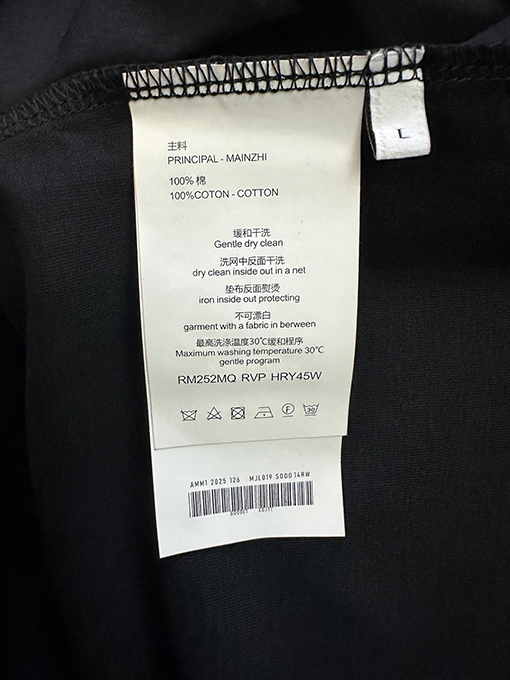 L
主料
PRINCIPAL - MAINZHI
100% 棉
100%COTON - COTTON
缓和干洗
Gentle dry clean
洗网中反面干洗
dry clean inside out in a net
垫布反面熨烫
iron inside out protecting
不可漂白
garment with a fabric in berween
最高洗涤温度30℃缓和程序
Maximum washing temperature 30℃
gentle program
RM252MQ RVP HRY45W
F
30
AMM1 2025 126 MJL019 S000 14RW